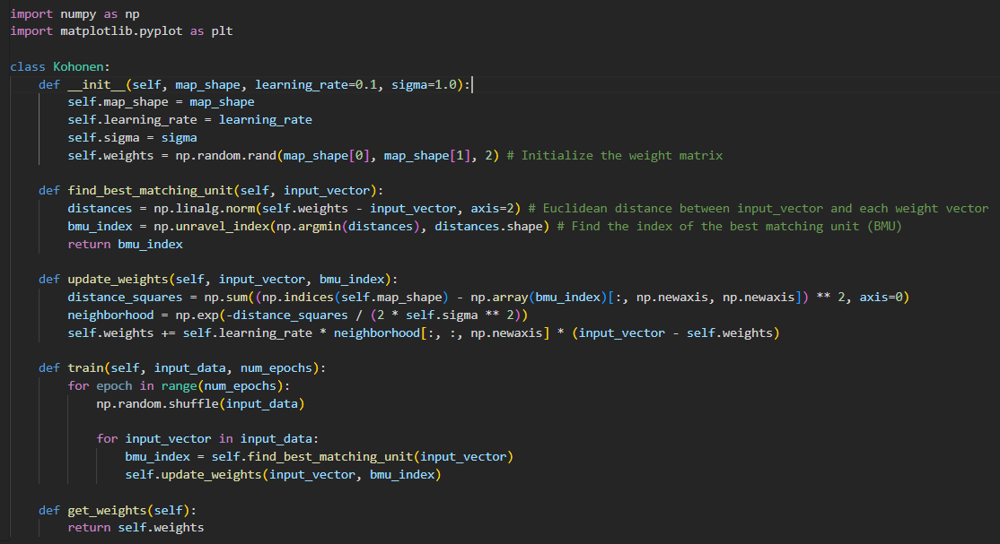 import numpy as np
import matplotlib.pyplot as plt
class Kohonen:
    def __init__(self, map_shape, learning_rate=0.1, sigma=1.0):
        self.map_shape = map_shape
        self.learning_rate = learning_rate
        self.sigma = sigma
        self.weights = np.random.rand(map_shape[0], map_shape[1], 2) # Initialize the weight matrix
    def find_best_matching_unit(self, input_vector):
        distances = np.linalg.norm(self.weights - input_vector, axis=2) # Euclidean distance between input_vector and each weight vector
        bmu_index = np.unravel_index(np.argmin(distances), distances.shape) # Find the index of the best matching unit (BMU)
        return bmu_index
    def update_weights(self, input_vector, bmu_index):
        distance_squares = np.sum((np.indices(self.map_shape) - np.array(bmu_index)[:, np.newaxis, np.newaxis]) ** 2, axis=0)
        neighborhood = np.exp(-distance_squares / (2 * self.sigma ** 2))
        self.weights += self.learning_rate * neighborhood[:, :, np.newaxis] * (input_vector - self.weights)
    def train(self, input_data, num_epochs):
        for epoch in range(num_epochs):
            np.random.shuffle(input_data)
            for input_vector in input_data:
                bmu_index = self.find_best_matching_unit(input_vector)
                self.update_weights(input_vector, bmu_index)
    def get_weights(self):
        return self.weights